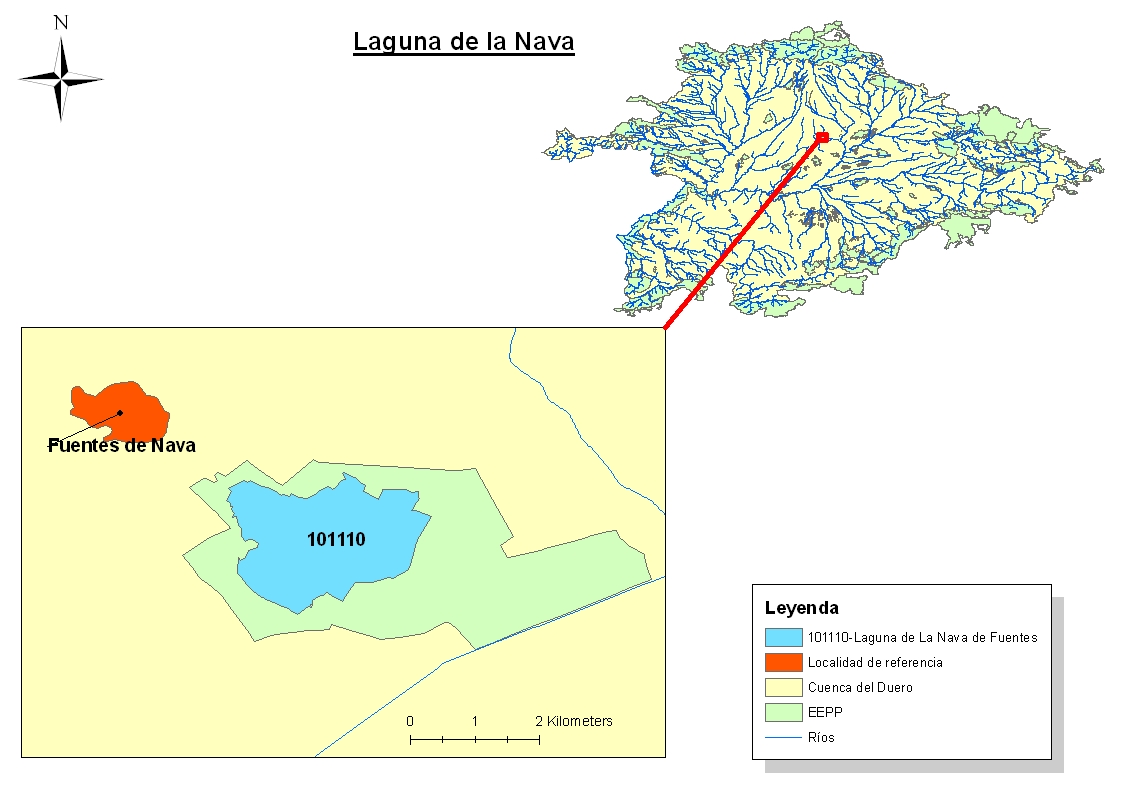 N
Laguna de la Nava
Fuentes de Nava
101110
0 1 2 Kilometers
Leyenda
101110-Laguna de La Nava de Fuentes
Localidad de referencia
Cuenca del Duero
EEPP
Ríos